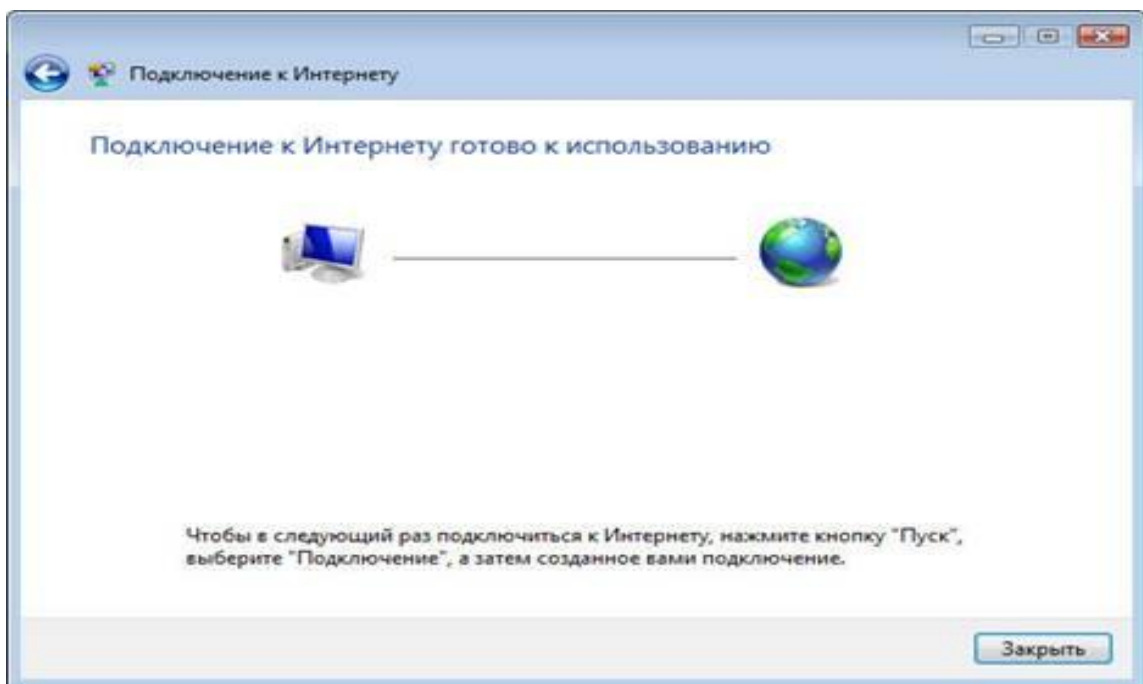 Подключение к Интернету
Подключение к Интернету готово к использованию
Чтобы в следующий раз подключиться к Интернету, нажмите кнопку "Пуск",
выберите "Подключение", а затем созданное вами подключение.
Закрыть